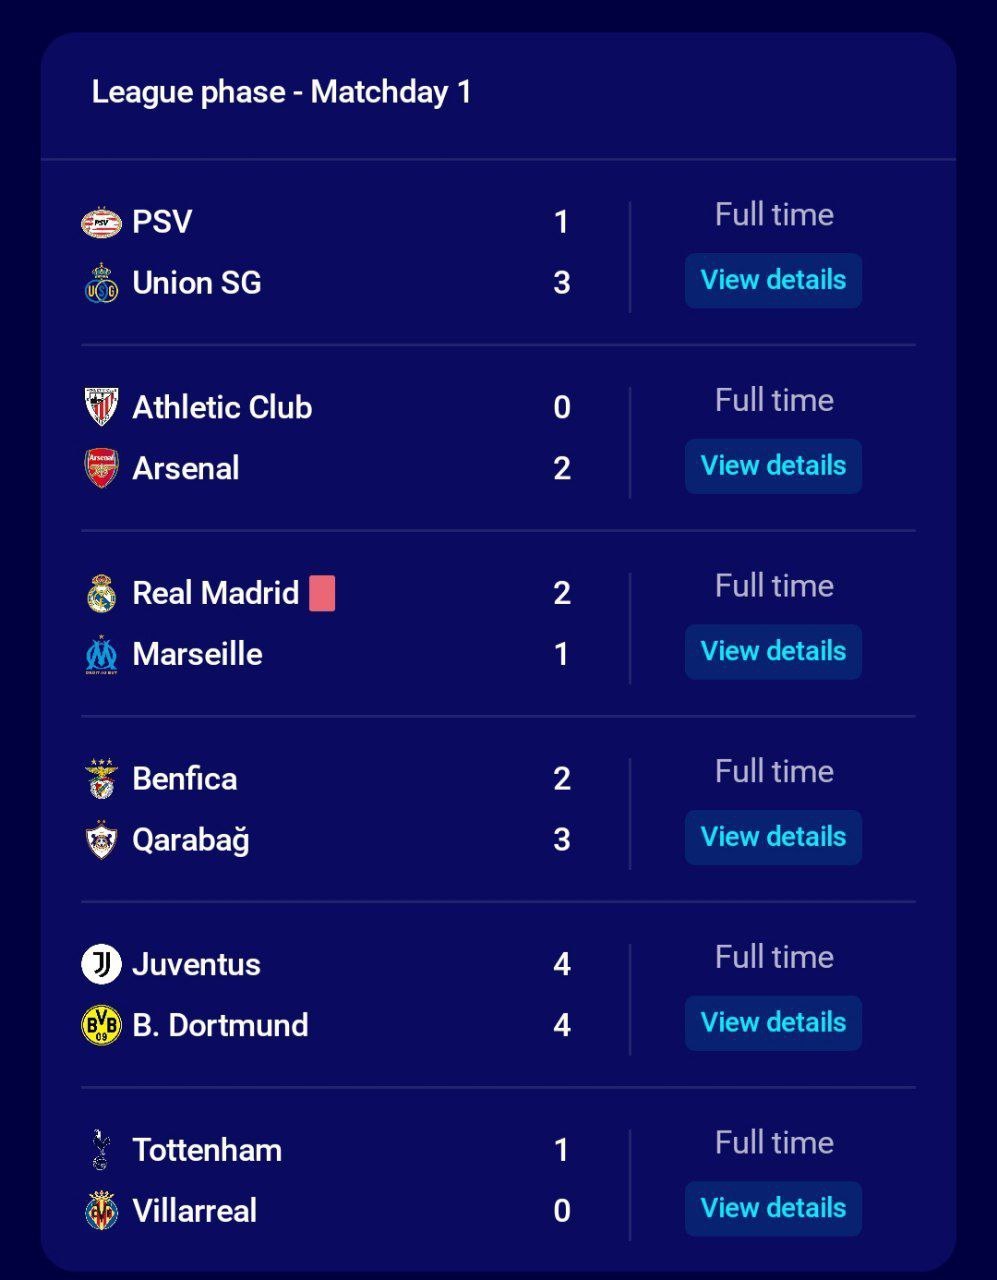 League phase - Matchday 1
PSV 1 Full time
Union SG 3 View details
Athletic Club 0 Full time
Arsenal 2 View details
Real Madrid 2 Full time
Marseille 1 View details
Benfica 2 Full time
Qarabağ 3 View details
Juventus 4 Full time
B. Dortmund 4 View details
Tottenham 1 Full time
Villarreal 0 View details